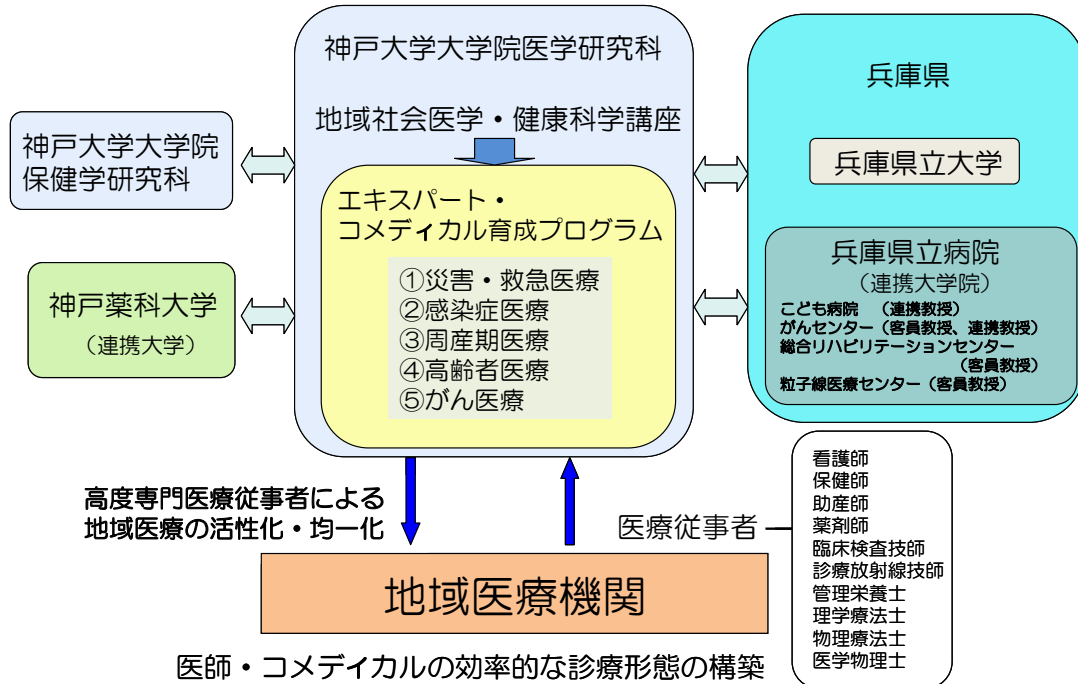 神戸大学大学院医学研究科
地域社会医学・健康科学講座
エキスパート・
コメディカル育成プログラム
①災害・救急医療
②感染症医療
③周産期医療
④高齢者医療
⑤がん医療
神戸大学大学院
保健学研究科
神戸薬科大学
（連携大学）
兵庫県
兵庫県立大学
兵庫県立病院
（連携大学院）
こども病院　（連携教授）
がんセンター（客員教授、連携教授）
総合リハビリテーションセンター
（客員教授）
粒子線医療センター（客員教授）
高度専門医療従事者による
地域医療の活性化・均一化
医療従事者
看護師
保健師
助産師
薬剤師
臨床検査技師
診療放射線技師
管理栄養士
理学療法士
物理療法士
医学物理士
地域医療機関
医師・コメディカルの効率的な診療形態の構築